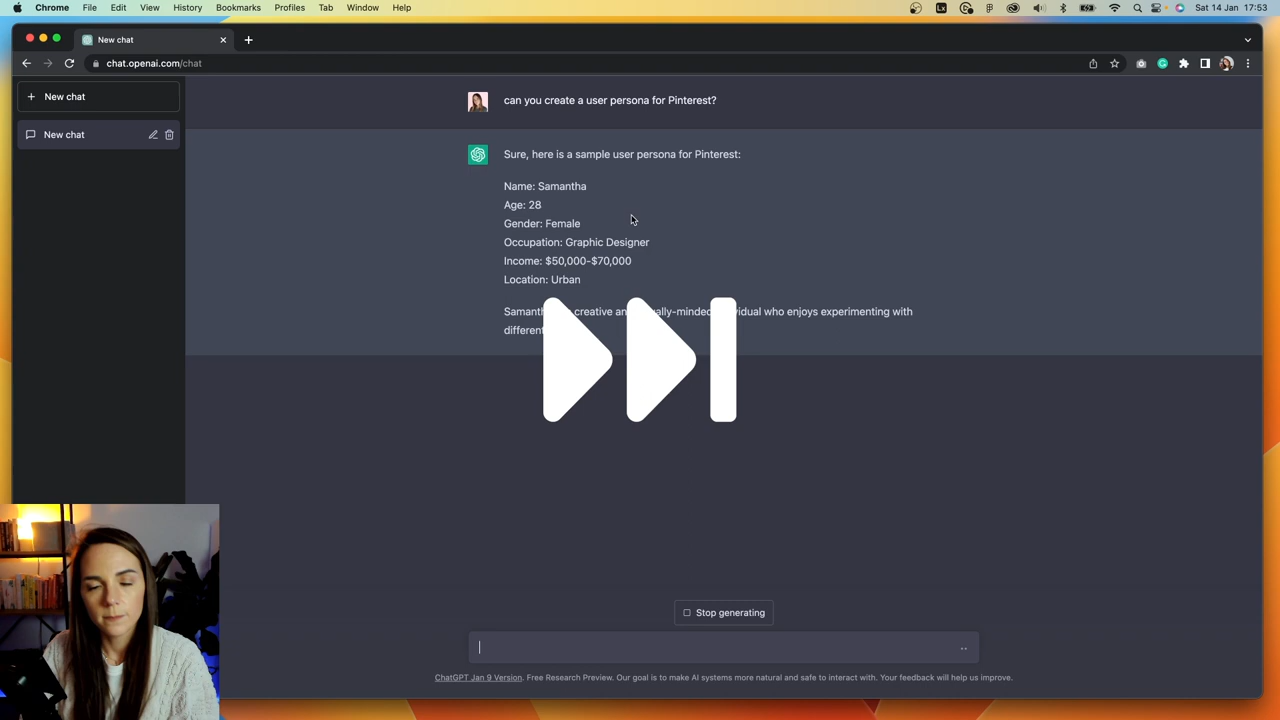 Chrome File Edit View History Bookmarks Profiles Tab Window Help Sat 14 Jan 17:53
New chat
chat.openai.com/chat
New chat
New chat
can you create a user persona for Pinterest?
Sure, here is a sample user persona for Pinterest:
Name: Samantha
Age: 28
Gender: Female
Occupation: Graphic Designer
Income: $50,000-$70,000
Location: Urban
creative who enjoys experimenting with
different
Stop generating
ChatGPT Jan 9 Version. Free Research Preview. Our goal is to make AI systems more natural and safe to interact with. Your feedback will help us improve.